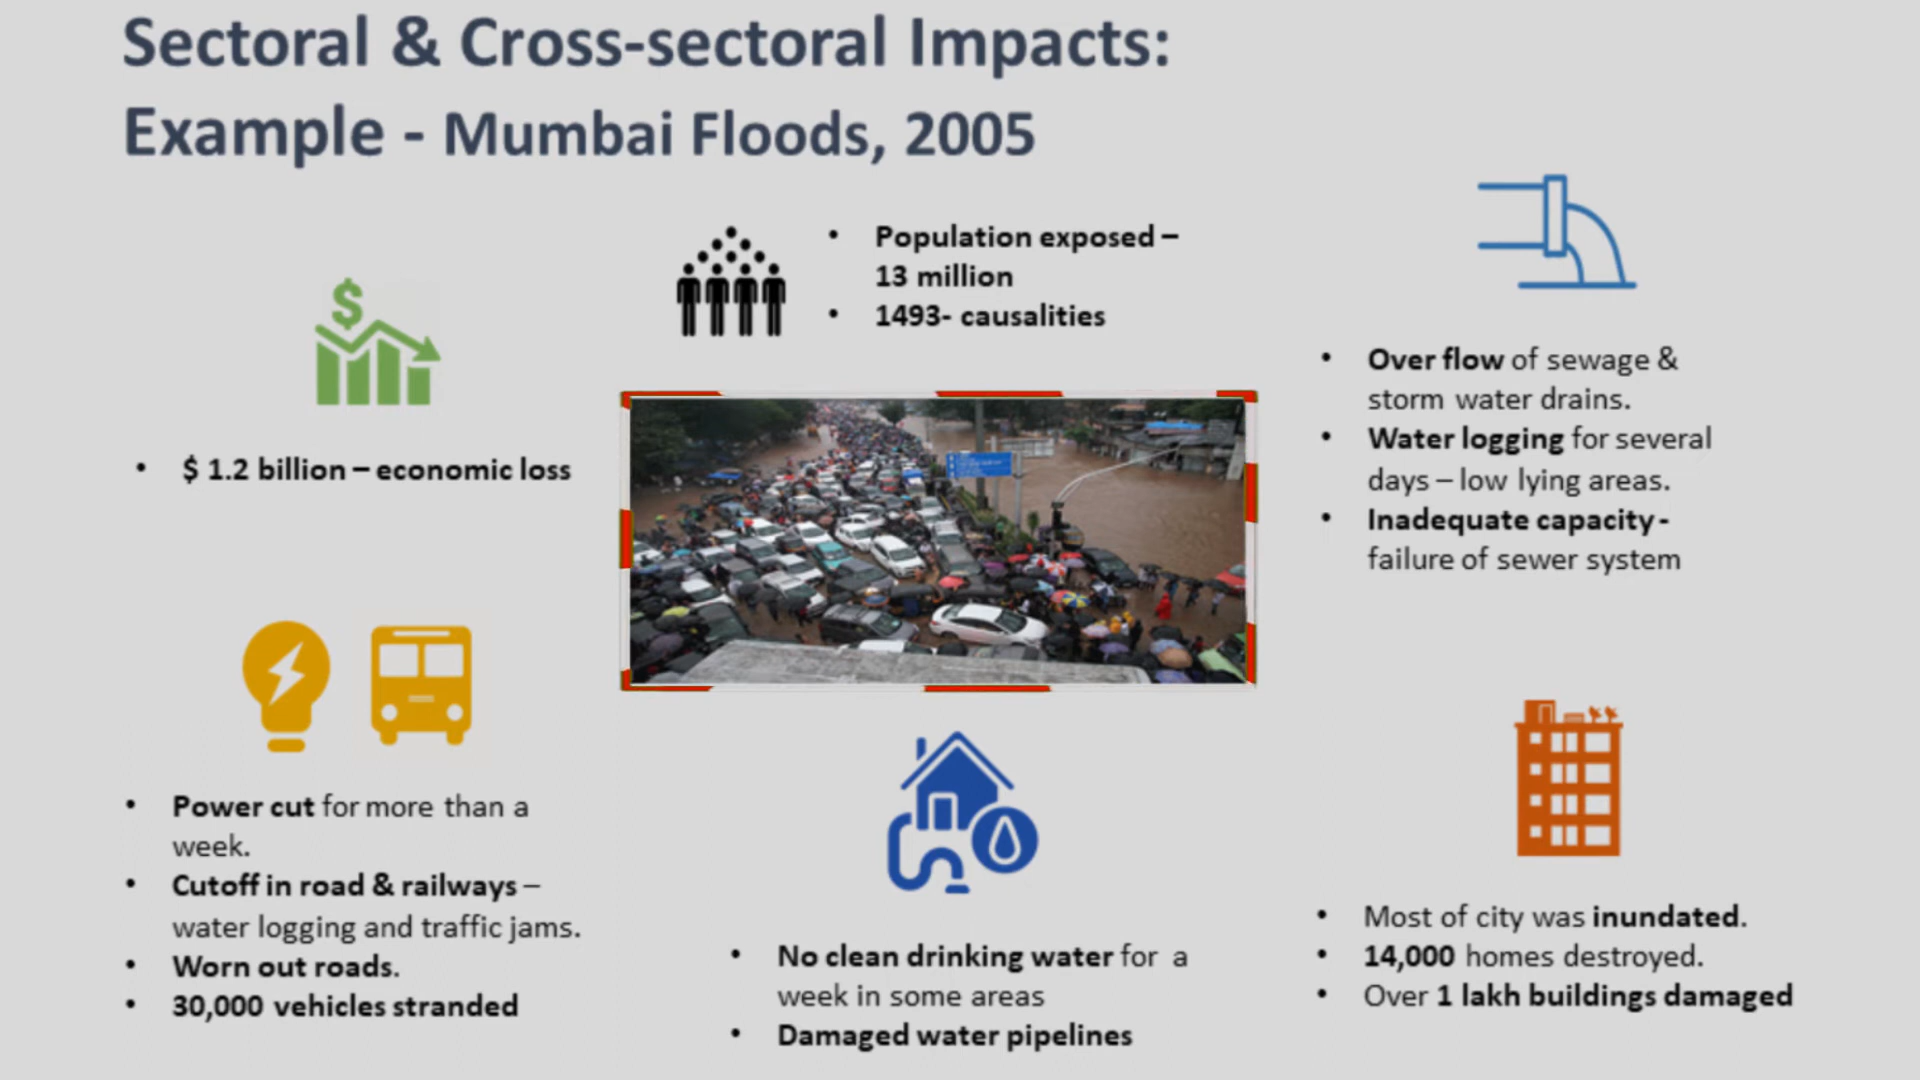 Sectoral & Cross-sectoral Impacts:
Example - Mumbai Floods, 2005
• Population exposed –
13 million
• 1493- causalities
• $ 1.2 billion – economic loss
• Over flow of sewage &
storm water drains.
• Water logging for several
days – low lying areas.
• Inadequate capacity -
failure of sewer system
• Power cut for more than a
week.
• Cutoff in road & railways –
water logging and traffic jams.
• Worn out roads.
• 30,000 vehicles stranded
• No clean drinking water for a
week in some areas
• Damaged water pipelines
• Most of city was inundated.
• 14,000 homes destroyed.
• Over 1 lakh buildings damaged